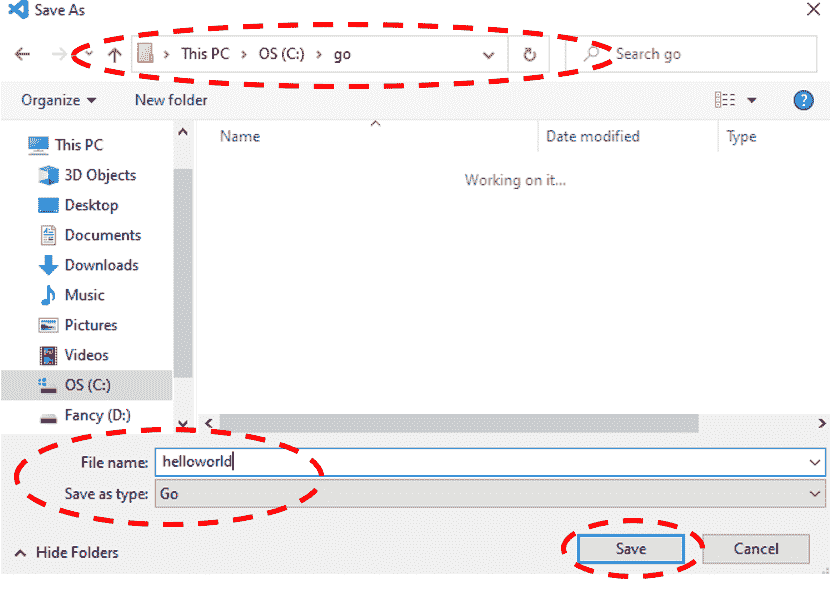 Save As
This PC > OS (C:) > go
Search go
Organize
New folder
?
Name
Date modified
Type
Working on it...
This PC
3D Objects
Desktop
Documents
Downloads
Music
Pictures
Videos
OS (C:)
Fancy (D:)
File name: helloworld
Save as type: Go
Hide Folders
Save
Cancel